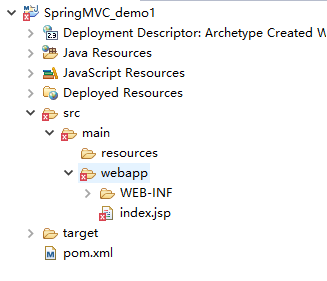 SpringMVC_demo1
Deployment Descriptor: Archetype Created W
Java Resources
JavaScript Resources
Deployed Resources
src
main
resources
webapp
WEB-INF
index.jsp
target
pom.xml